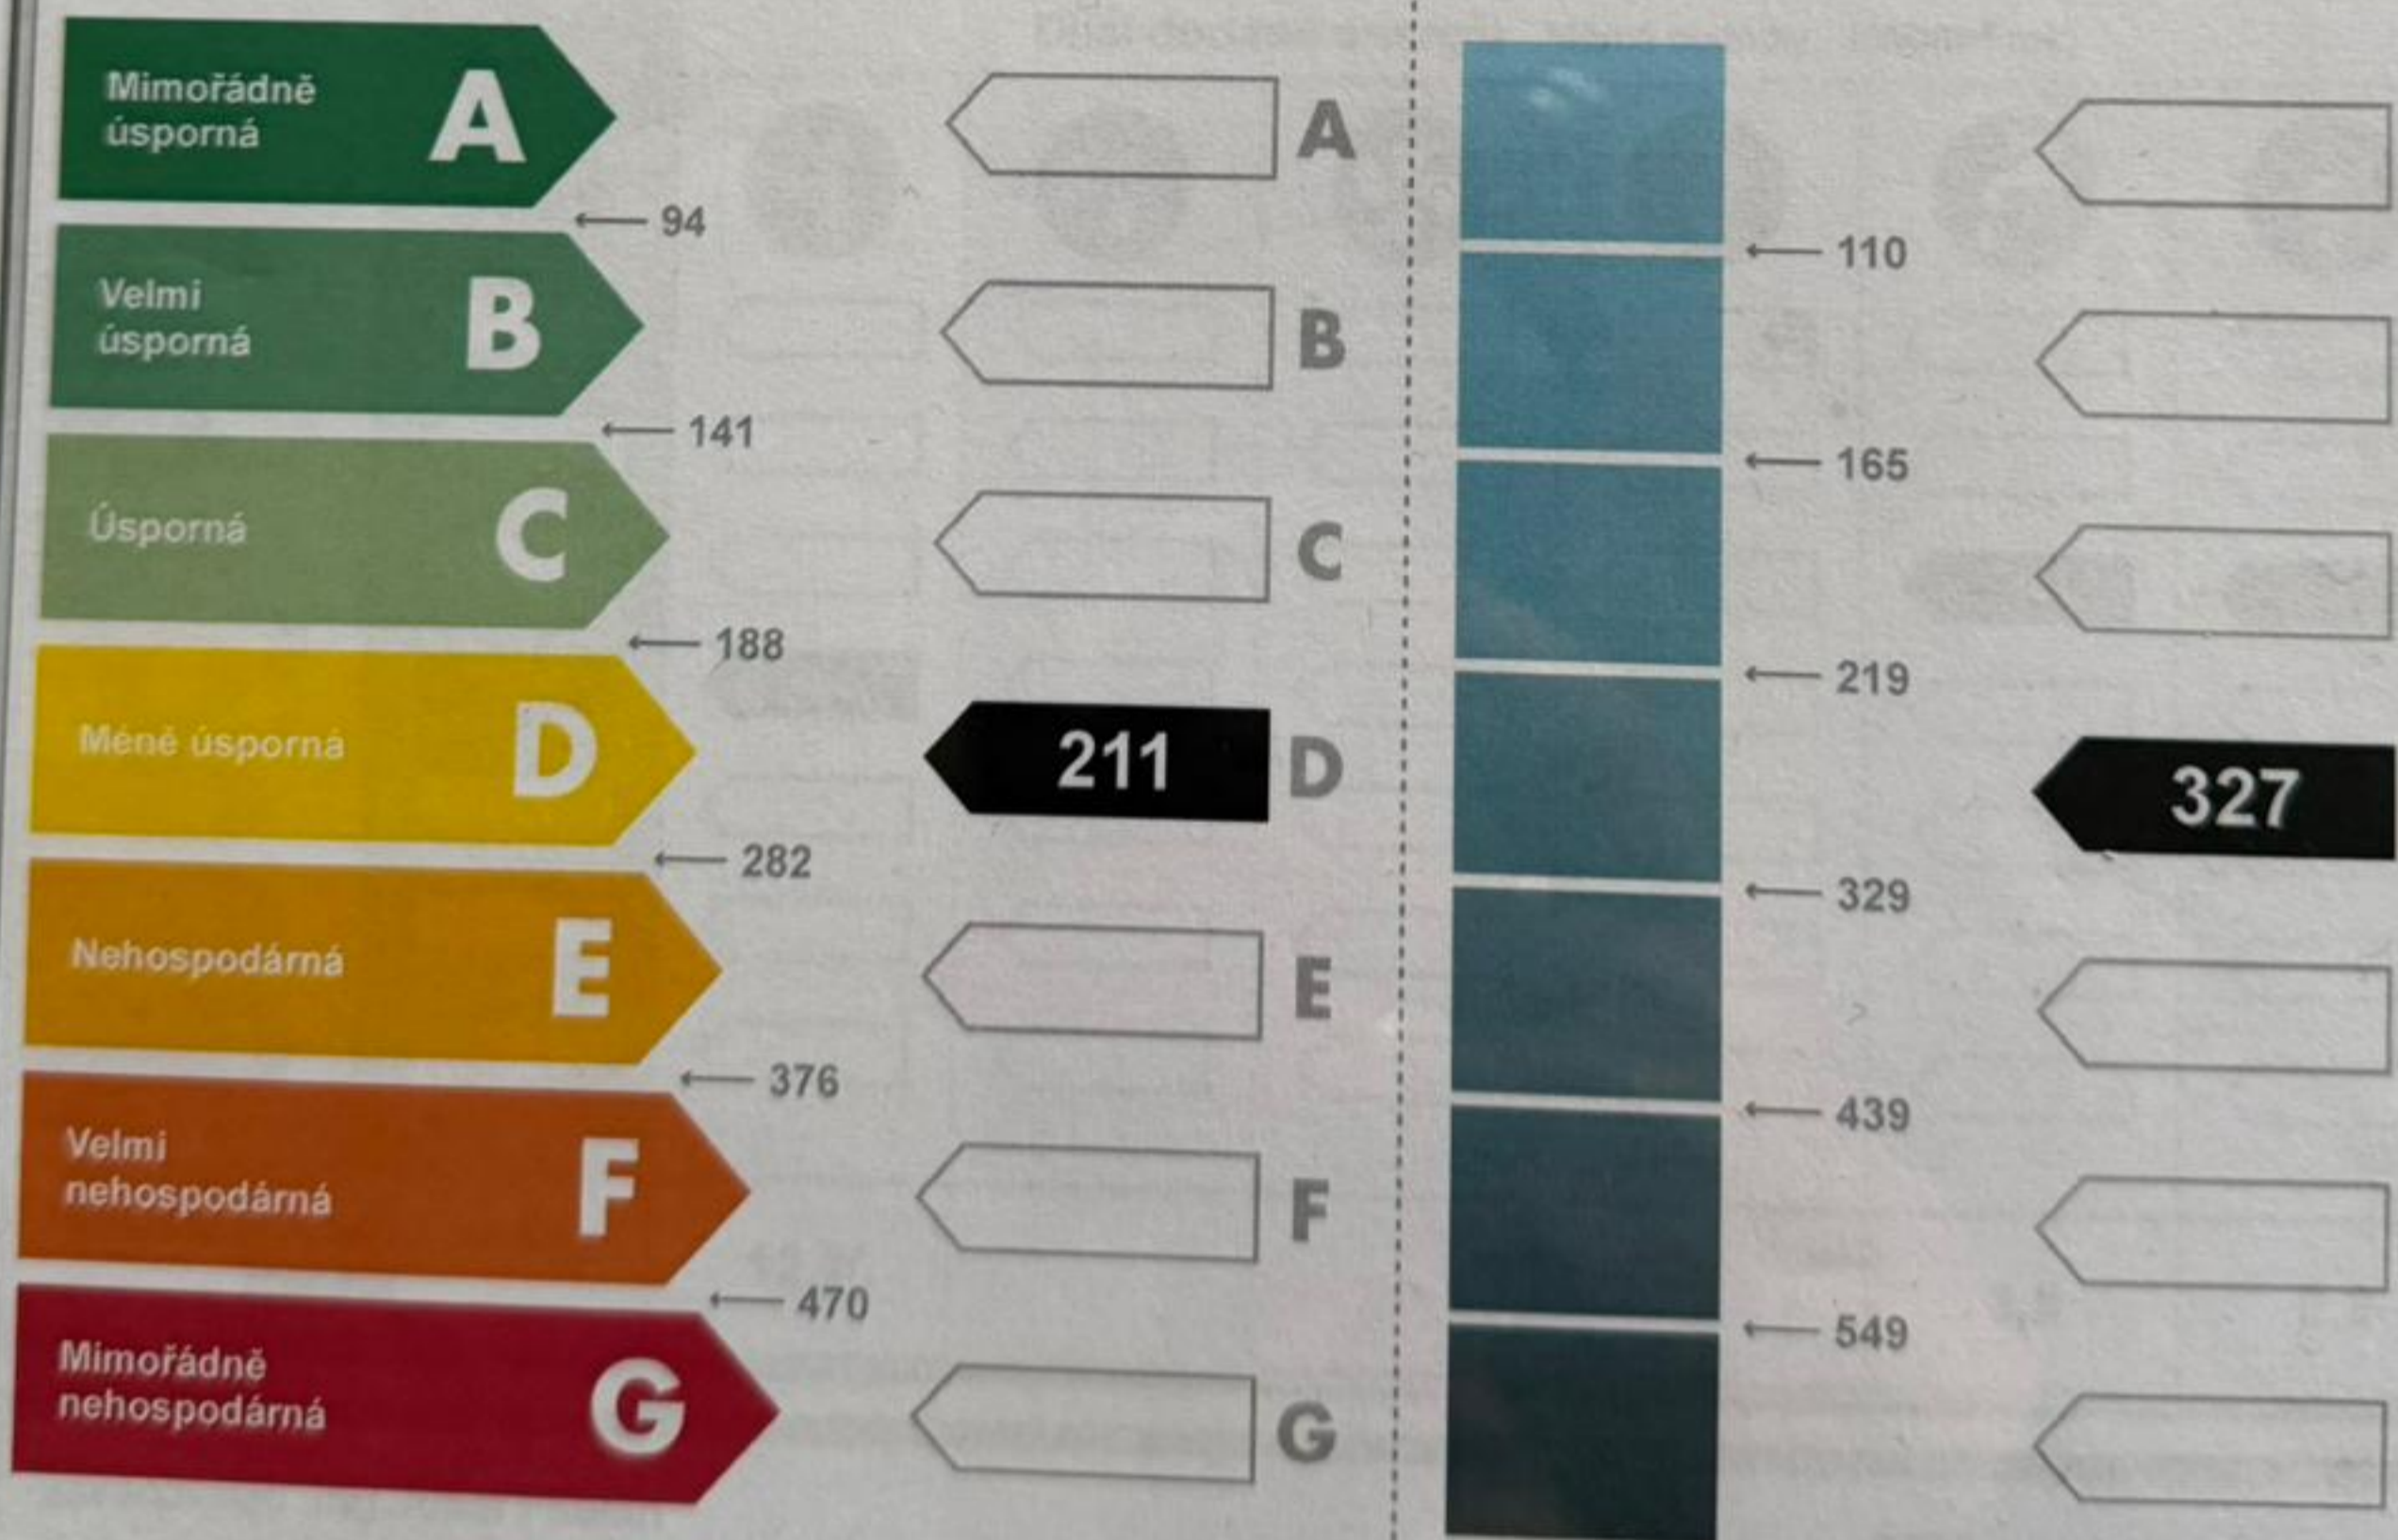 Mimořádně
úsporná
A
A
94
110
Velmi
úsporná
B
B
141
165
Úsporná
C
C
188
219
Méně úsporná
D
211
D
327
282
329
Nehospodárná
E
E
376
439
Velmi
nehospodárná
F
F
470
549
Mimořádně
nehospodárná
G
G